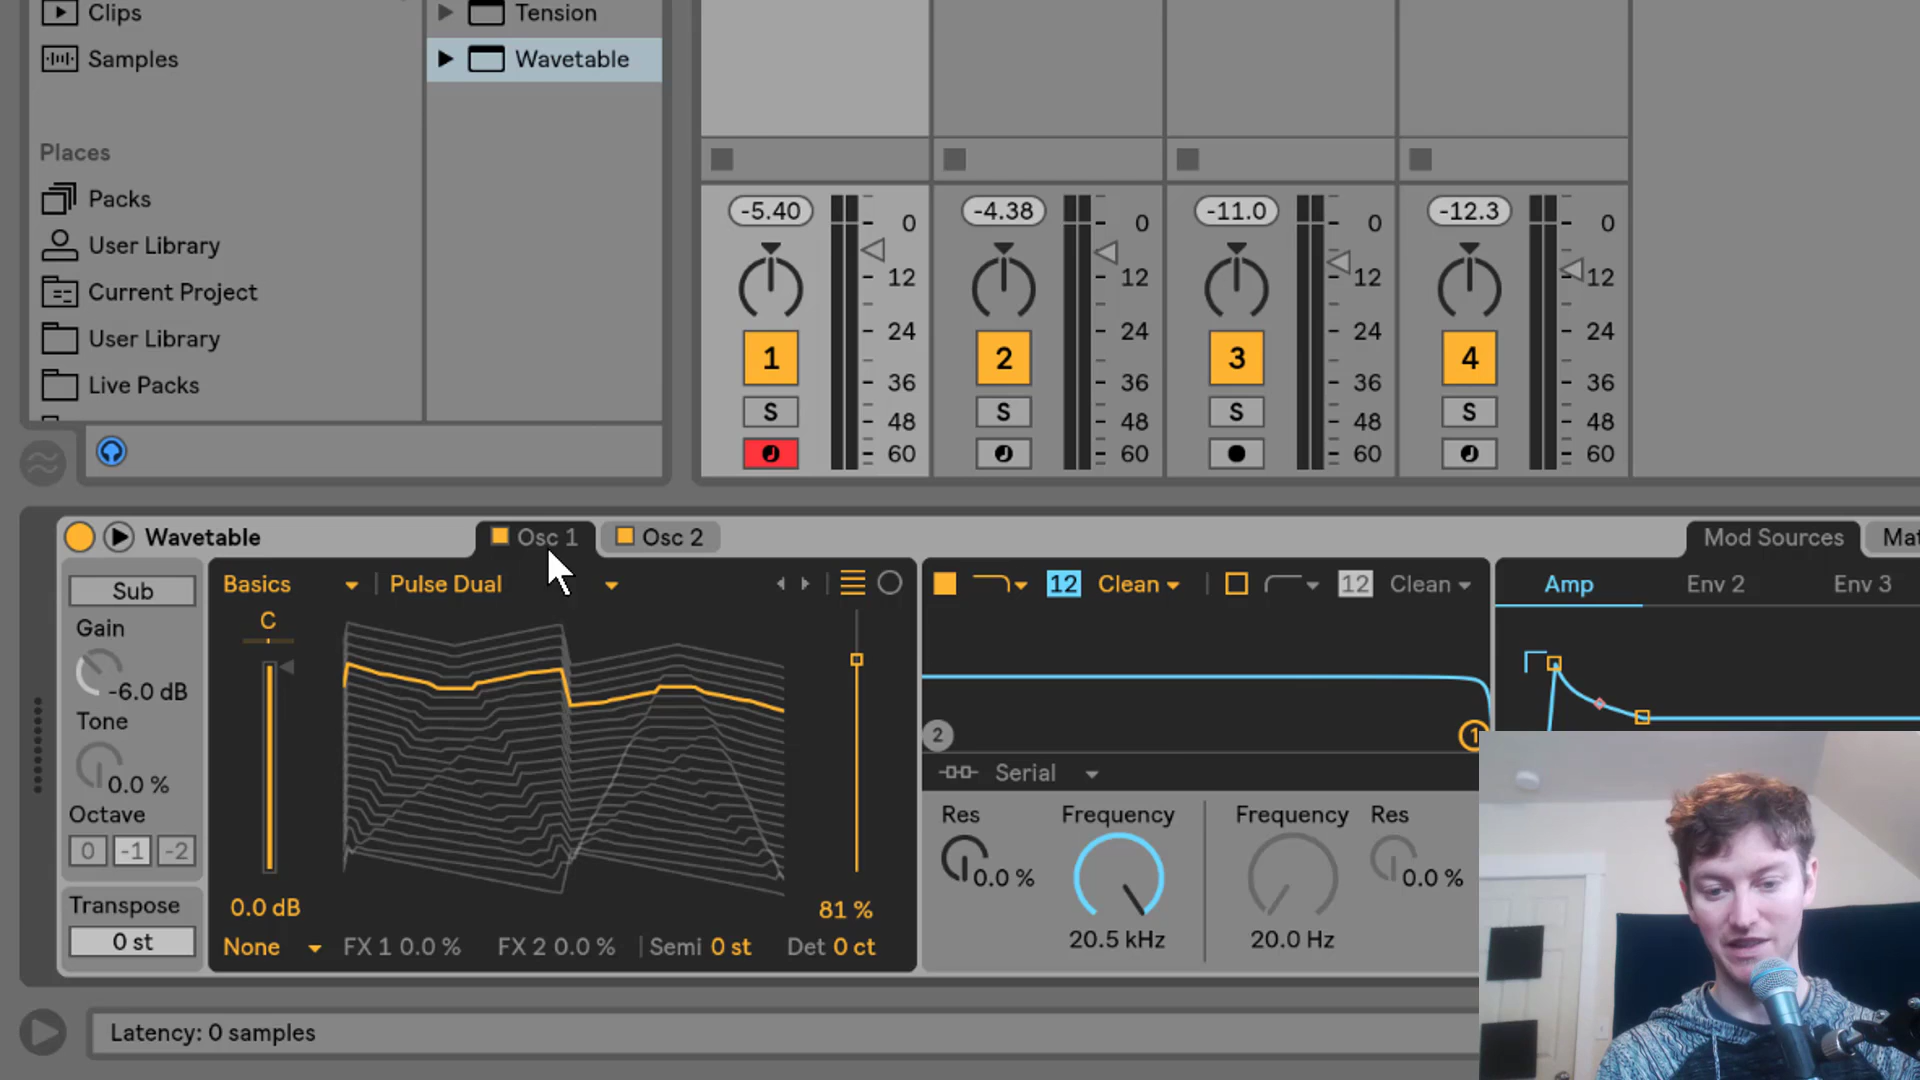 Clips
Samples
Places
Packs
User Library
Current Project
User Library
Live Packs
Tension
Wavetable
-5.40
0
12
24
36
48
60
1
S
-4.38
0
12
24
36
48
60
2
S
-11.0
0
12
24
36
48
60
3
S
-12.3
0
12
24
36
48
60
4
S
Wavetable
Osc 1
Osc 2
Sub
Gain
-6.0 dB
Tone
0.0 %
Octave
0 -1 -2
Transpose
0 st
Basics
Pulse Dual
C
0.0 dB
81 %
None
FX 1 0.0 %
FX 2 0.0 %
Semi 0 st
Det 0 ct
12
Clean
12
Clean
2
1
Serial
Res
0.0 %
Frequency
20.5 kHz
Frequency
20.0 Hz
Res
0.0 %
Mod Sources
Mat
Amp
Env 2
Env 3
Latency: 0 samples